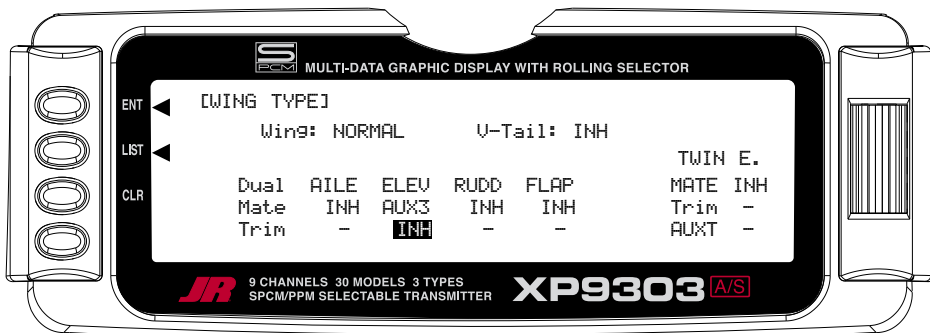 S
PCM
MULTI-DATA GRAPHIC DISPLAY WITH ROLLING SELECTOR
ENT
LIST
CLR
[WING TYPE]
Wing: NORMAL V-Tail: INH
TWIN E.
Dual AILE ELEV RUDD FLAP MATE INH
Mate INH AUX3 INH INH Trim -
Trim - INH - - AUXT -
JR
9 CHANNELS 30 MODELS 3 TYPES
SPCM/PPM SELECTABLE TRANSMITTER
XP9303 A/S